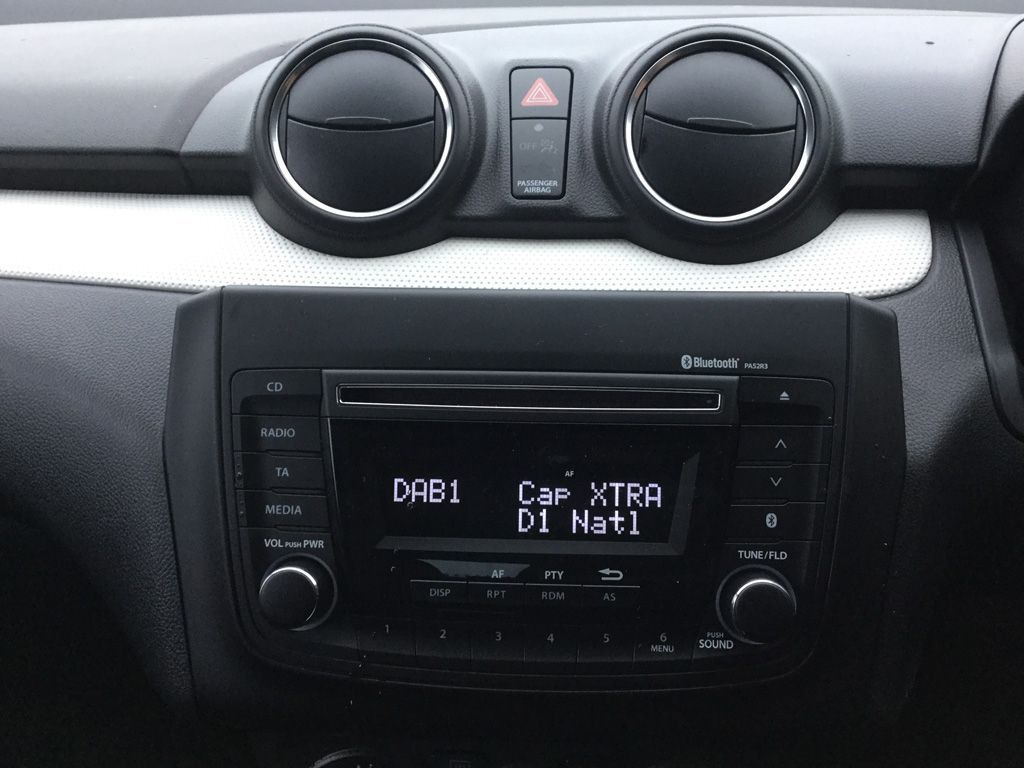 OFF
PASSENGER
AIRBAG
Bluetooth
PA52R3
CD
RADIO
TA
MEDIA
AF
DAB1 Cap XTRA
D1 Natl
VOL PUSH PWR
TUNE/FLD
AF PTY
DISP RPT RDM AS
1 2 3 4 5 6
MENU
PUSH
SOUND